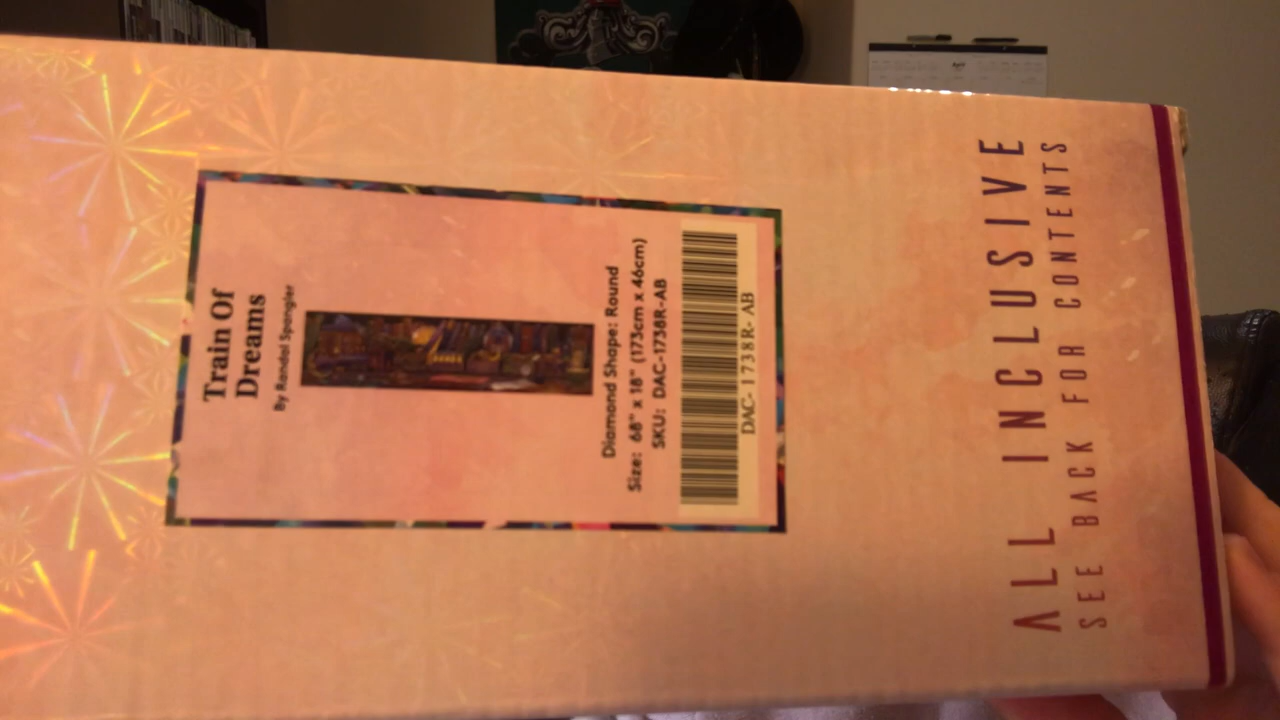 Train Of
Dreams
By Randal Spangler
Diamond Shape: Round
Size: 68" x 18" (173cm x 46cm)
SKU: DAC-1738R-AB
DAC-1738R- AB
ALL INCLUSIVE
SEE BACK FOR CONTENTS
April